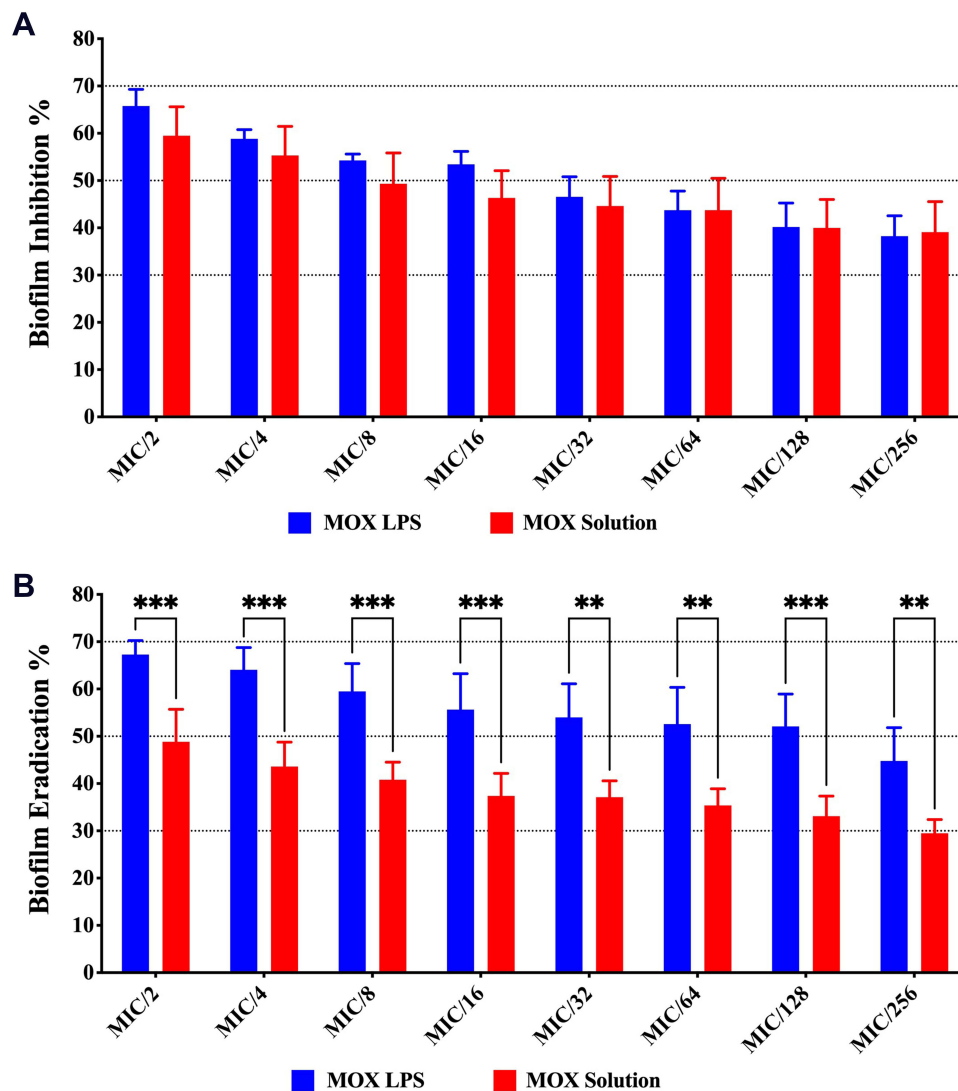 A
Biofilm Inhibition %
80
70
60
50
40
30
20
10
0
MIC/2
MIC/4
MIC/8
MIC/16
MIC/32
MIC/64
MIC/128
MIC/256
MOX LPS
MOX Solution
B
Biofilm Eradication %
80
70
60
50
40
30
20
10
0
*** *** *** *** ** ** *** **
MIC/2
MIC/4
MIC/8
MIC/16
MIC/32
MIC/64
MIC/128
MIC/256
MOX LPS
MOX Solution